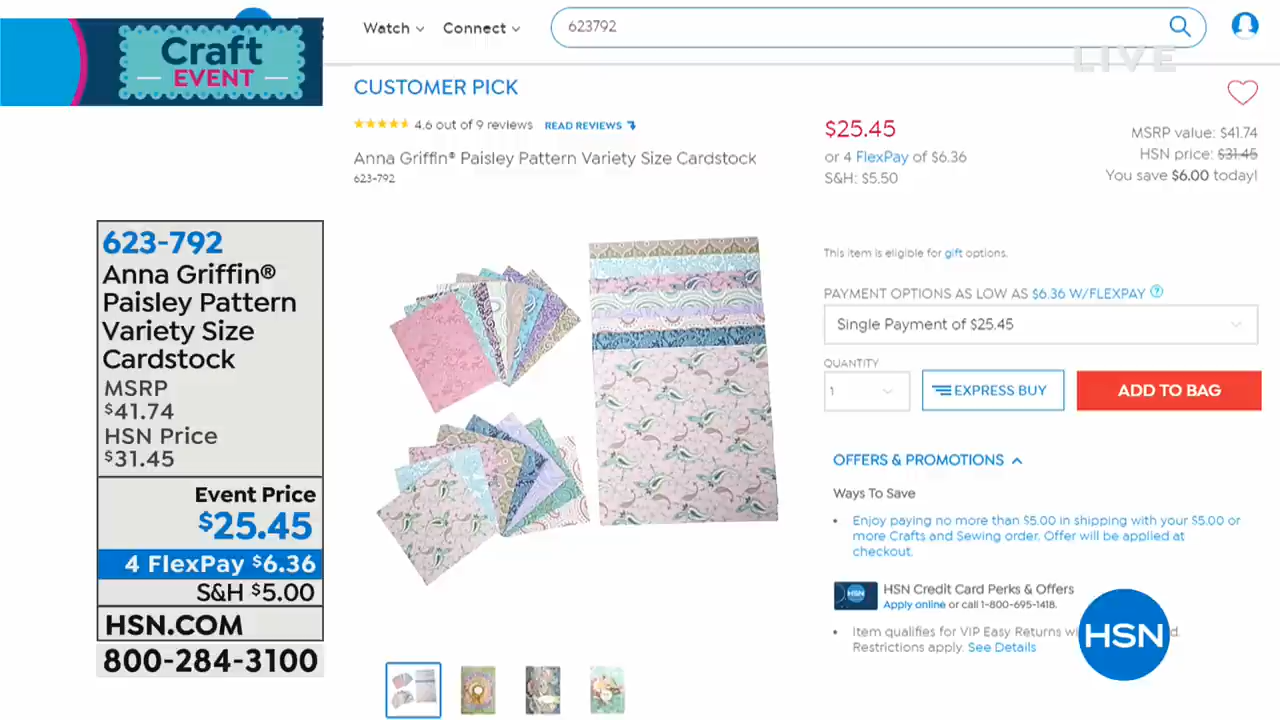 Craft
EVENT
Watch
Connect
623792
LIVE
CUSTOMER PICK
4.6 out of 9 reviews READ REVIEWS
Anna Griffin® Paisley Pattern Variety Size Cardstock
623-792
$25.45
or 4 FlexPay of $6.36
S&H: $5.50
MSRP value: $41.74
HSN price: $31.45
You save $6.00 today!
623-792
Anna Griffin®
Paisley Pattern
Variety Size
Cardstock
MSRP
$41.74
HSN Price
$31.45
Event Price
$25.45
4 FlexPay $6.36
S&H $5.00
HSN.COM
800-284-3100
This item is eligible for gift options.
PAYMENT OPTIONS AS LOW AS $6.36 W/FLEXPAY ?
Single Payment of $25.45
QUANTITY
1
EXPRESS BUY
ADD TO BAG
OFFERS & PROMOTIONS
Ways To Save
• Enjoy paying no more than $5.00 in shipping with your $5.00 or
more Crafts and Sewing order. Offer will be applied at
checkout.
HSN
HSN Credit Card Perks & Offers
Apply online or call 1-800-695-1418.
• Item qualifies for VIP Easy Returns
Restrictions apply. See Details
HSN